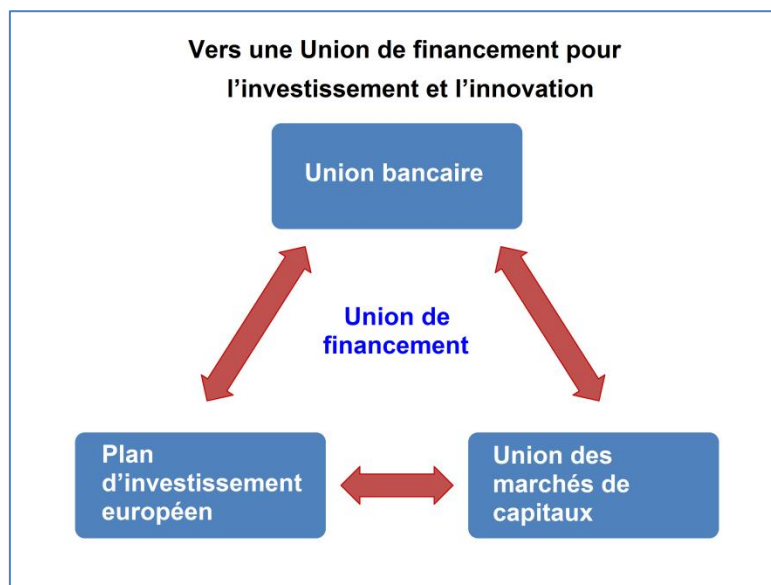 Vers une Union de financement pour
l’investissement et l’innovation
Union bancaire
Union de
financement
Plan
d’investissement
européen
Union des
marchés de
capitaux